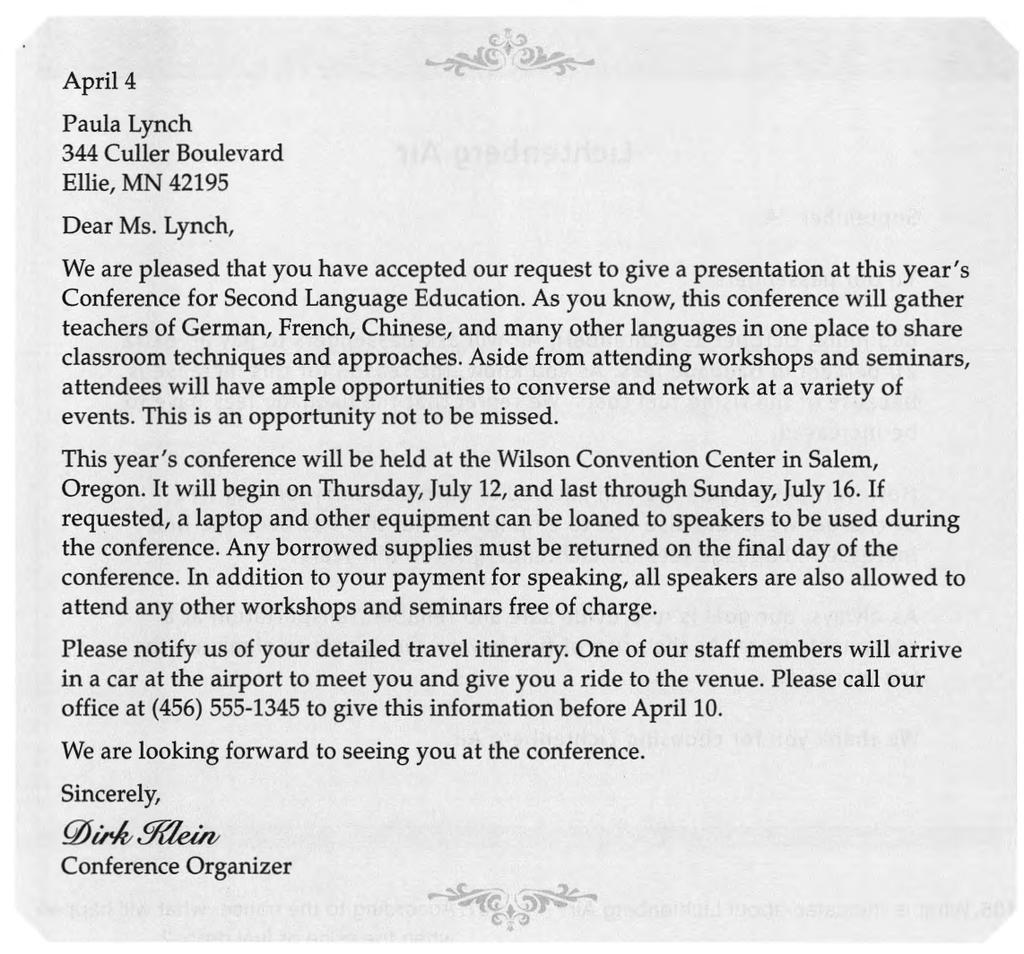 April 4
Paula Lynch
344 Culler Boulevard
Ellie, MN 42195
Dear Ms. Lynch,
We are pleased that you have accepted our request to give a presentation at this year's
Conference for Second Language Education. As you know, this conference will gather
teachers of German, French, Chinese, and many other languages in one place to share
classroom techniques and approaches. Aside from attending workshops and seminars,
attendees will have ample opportunities to converse and network at a variety of
events. This is an opportunity not to be missed.
This year's conference will be held at the Wilson Convention Center in Salem,
Oregon. It will begin on Thursday, July 12, and last through Sunday, July 16. If
requested, a laptop and other equipment can be loaned to speakers to be used during
the conference. Any borrowed supplies must be returned on the final day of the
conference. In addition to your payment for speaking, all speakers are also allowed to
attend any other workshops and seminars free of charge.
Please notify us of your detailed travel itinerary. One of our staff members will arrive
in a car at the airport to meet you and give you a ride to the venue. Please call our
office at (456) 555-1345 to give this information before April 10.
We are looking forward to seeing you at the conference.
Sincerely,
Dirk Klein
Conference Organizer